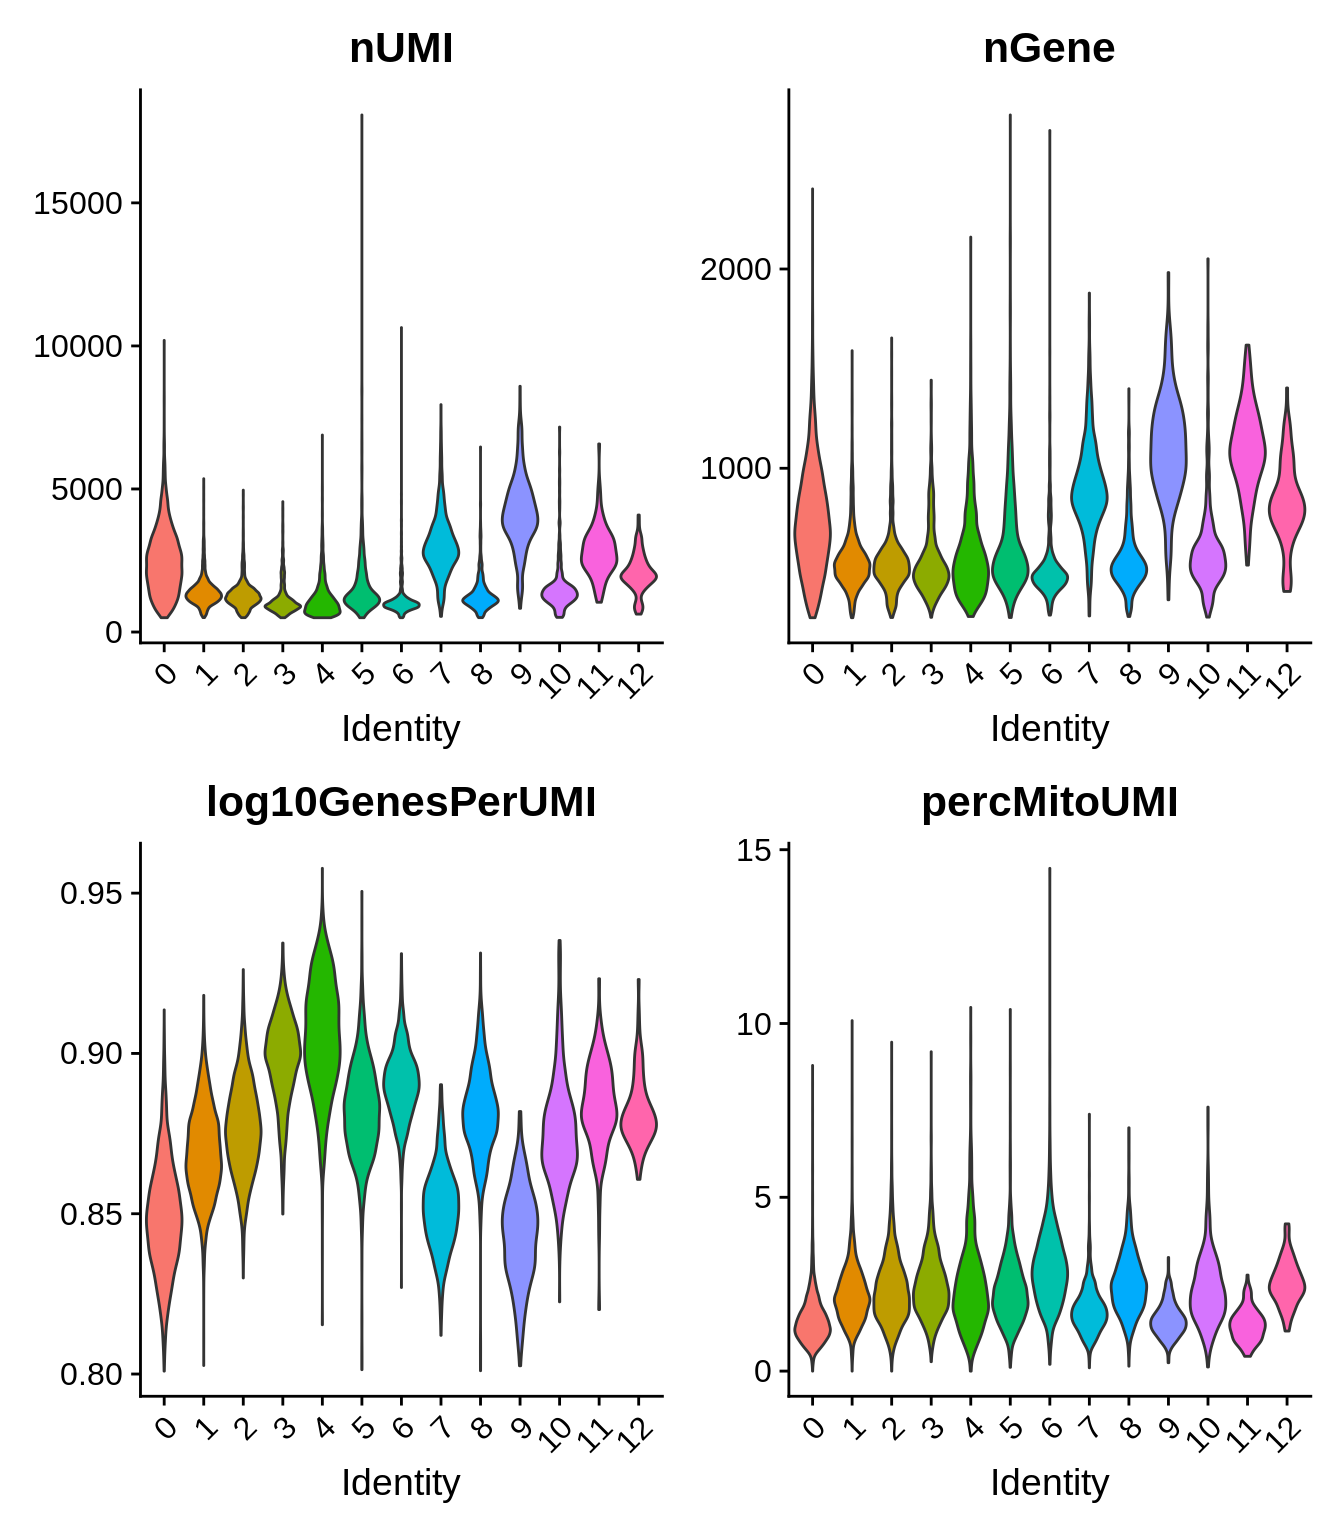 nUMI
15000
10000
5000
0
0 1 2 3 4 5 6 7 8 9 10 11 12
Identity
nGene
2000
1000
0 1 2 3 4 5 6 7 8 9 10 11 12
Identity
log10GenesPerUMI
0.95
0.90
0.85
0.80
0 1 2 3 4 5 6 7 8 9 10 11 12
Identity
percMitoUMI
15
10
5
0
0 1 2 3 4 5 6 7 8 9 10 11 12
Identity